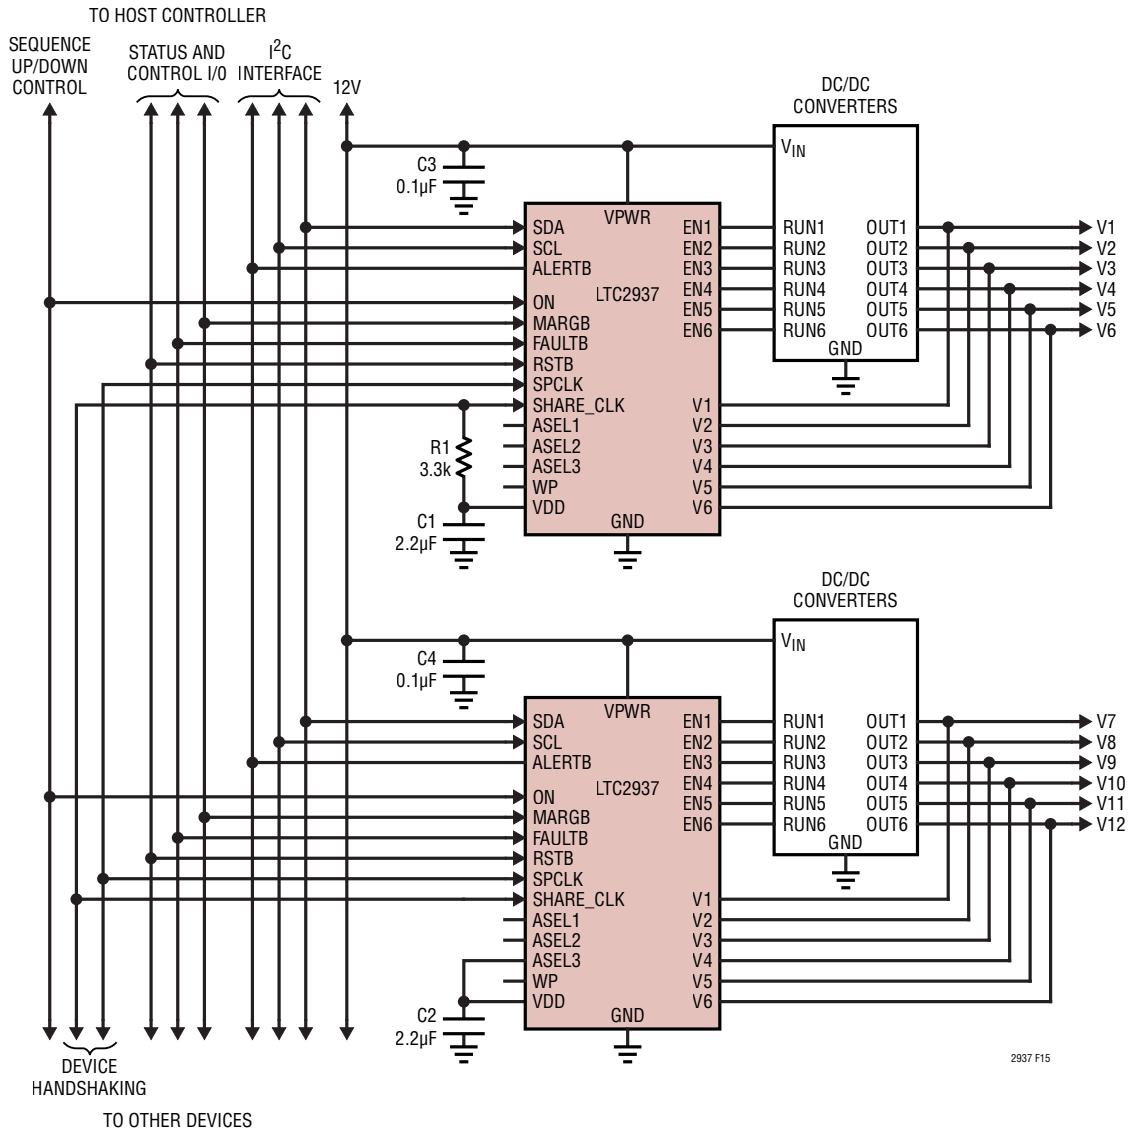 TO HOST CONTROLLER
SEQUENCE
UP/DOWN
CONTROL
STATUS AND
CONTROL I/O
I2C
INTERFACE
12V
DC/DC
CONVERTERS
VIN
C3
0.1µF
VPWR
SDA
SCL
ALERTB
ON
MARGB
FAULTB
RSTB
SPCLK
SHARE_CLK
ASEL1
ASEL2
ASEL3
WP
VDD
LTC2937
GND
EN1
EN2
EN3
EN4
EN5
EN6
V1
V2
V3
V4
V5
V6
RUN1
RUN2
RUN3
RUN4
RUN5
RUN6
OUT1
OUT2
OUT3
OUT4
OUT5
OUT6
GND
V1
V2
V3
V4
V5
V6
R1
3.3k
C1
2.2µF
DC/DC
CONVERTERS
VIN
C4
0.1µF
VPWR
SDA
SCL
ALERTB
ON
MARGB
FAULTB
RSTB
SPCLK
SHARE_CLK
ASEL1
ASEL2
ASEL3
WP
VDD
LTC2937
GND
EN1
EN2
EN3
EN4
EN5
EN6
V1
V2
V3
V4
V5
V6
RUN1
RUN2
RUN3
RUN4
RUN5
RUN6
OUT1
OUT2
OUT3
OUT4
OUT5
OUT6
GND
V7
V8
V9
V10
V11
V12
C2
2.2µF
DEVICE
HANDSHAKING
TO OTHER DEVICES
2937 F15